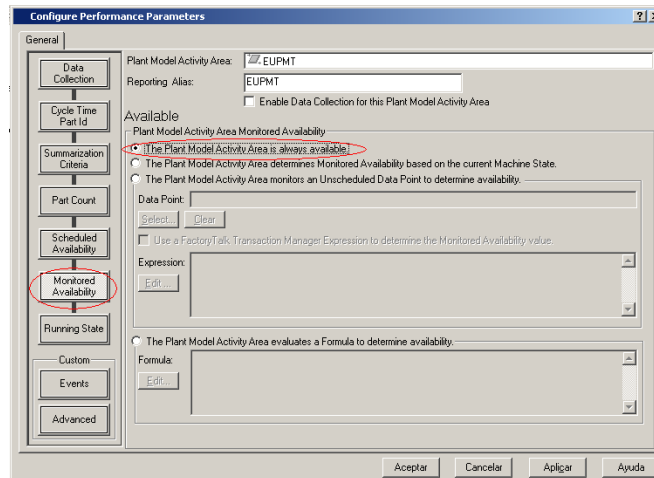 Configure Performance Parameters
General
Data Collection
Cycle Time Part Id
Summarization Criteria
Part Count
Scheduled Availability
Monitored Availability
Running State
Custom
Events
Advanced
Plant Model Activity Area: EUPMT
Reporting Alias: EUPMT
Enable Data Collection for this Plant Model Activity Area
Available
Plant Model Activity Area Monitored Availability
The Plant Model Activity Area is always available.
The Plant Model Activity Area determines Monitored Availability based on the current Machine State.
The Plant Model Activity Area monitors an Unscheduled Data Point to determine availability.
Data Point:
Select... Clear
Use a FactoryTalk Transaction Manager Expression to determine the Monitored Availability value.
Expression:
Edit...
The Plant Model Activity Area evaluates a Formula to determine availability.
Formula:
Edit...
Aceptar Cancelar Aplicar Ayuda